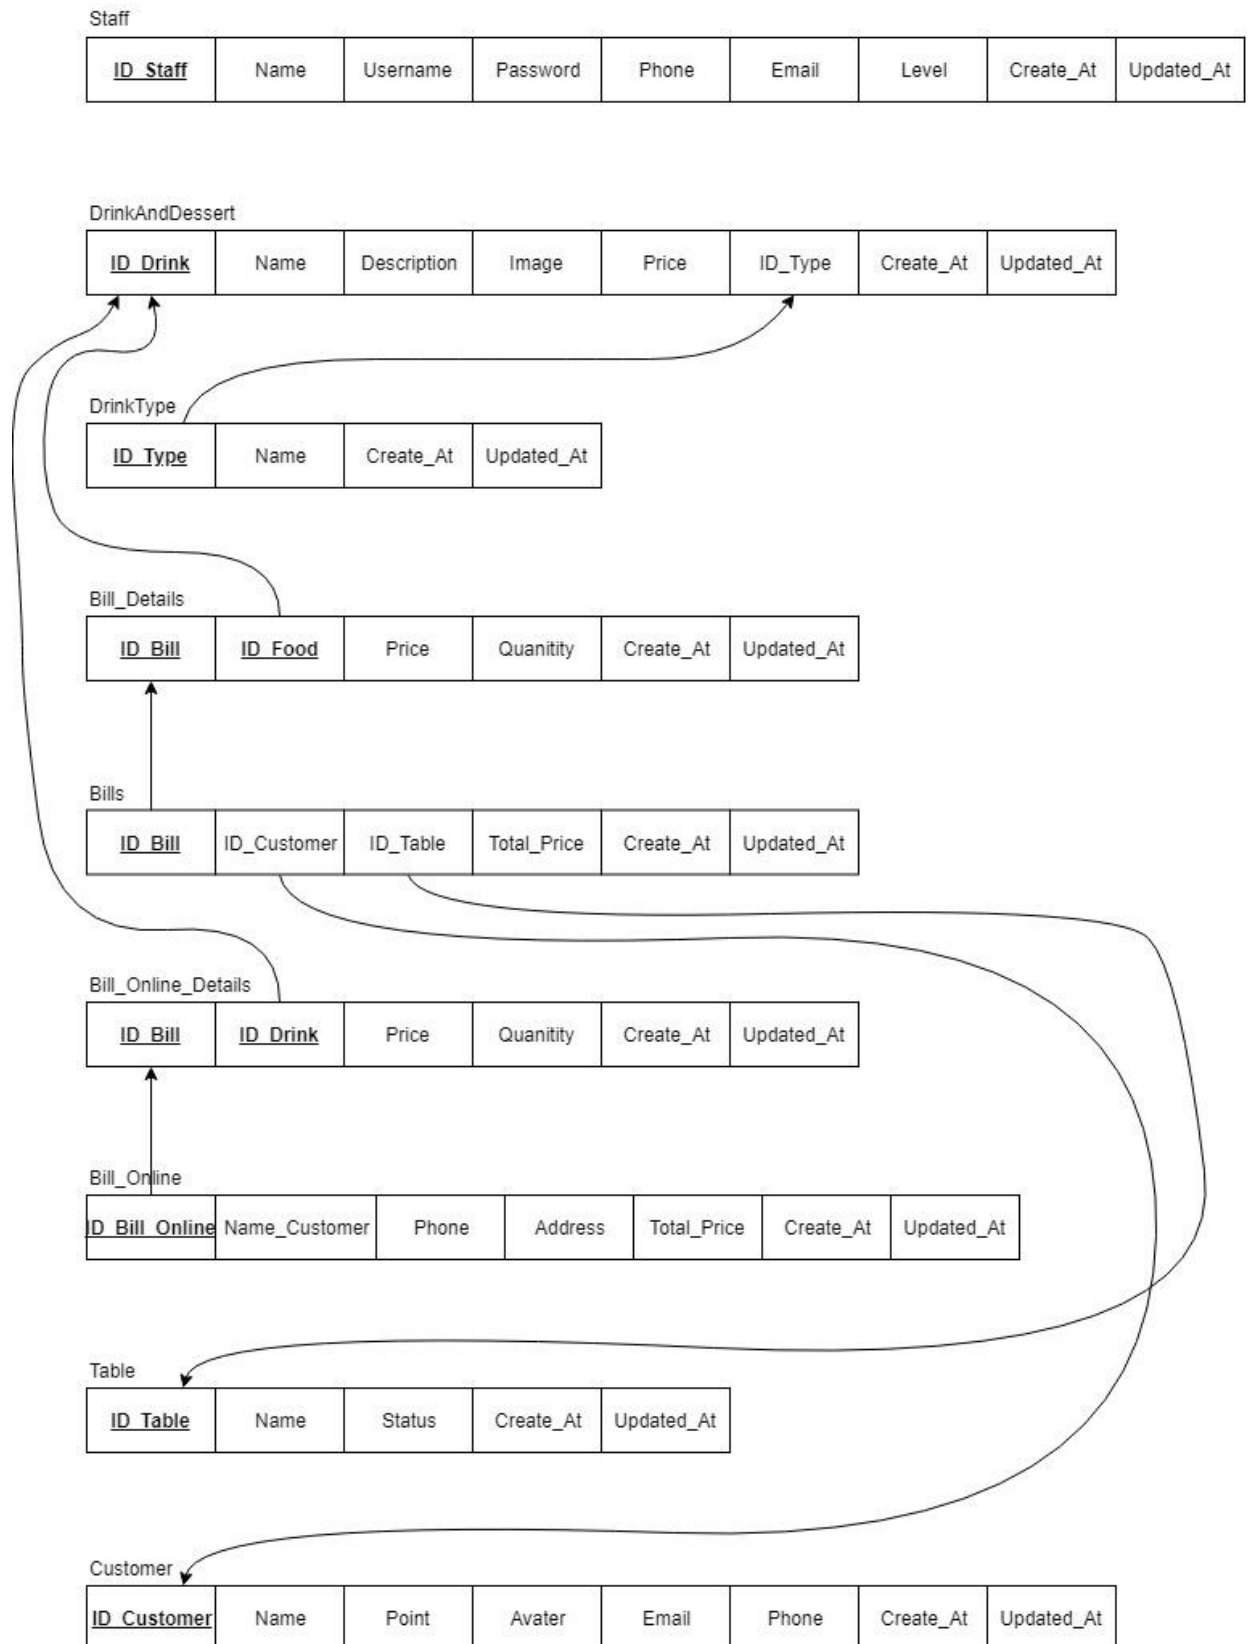 Staff
ID_Staff Name Username Password Phone Email Level Create_At Updated_At
DrinkAndDessert
ID_Drink Name Description Image Price ID_Type Create_At Updated_At
DrinkType
ID_Type Name Create_At Updated_At
Bill_Details
ID_Bill ID_Food Price Quanitity Create_At Updated_At
Bills
ID_Bill ID_Customer ID_Table Total_Price Create_At Updated_At
Bill_Online_Details
ID_Bill ID_Drink Price Quanitity Create_At Updated_At
Bill_Online
ID_Bill_Online Name_Customer Phone Address Total_Price Create_At Updated_At
Table
ID_Table Name Status Create_At Updated_At
Customer
ID_Customer Name Point Avater Email Phone Create_At Updated_At